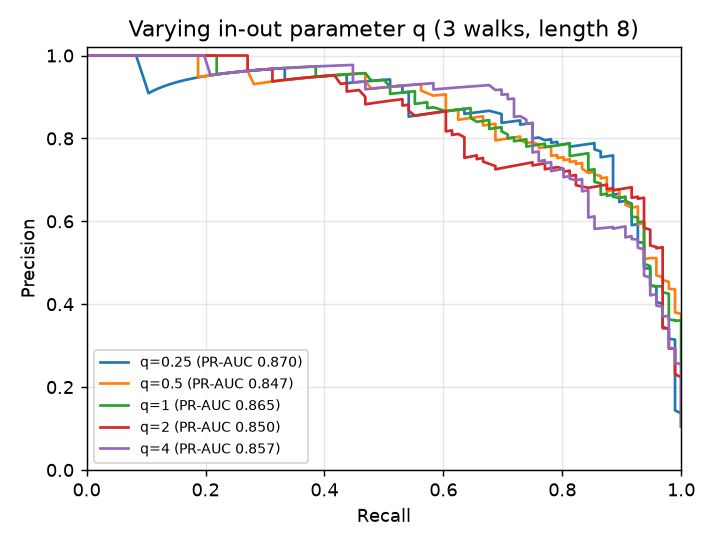 Varying in-out parameter q (3 walks, length 8)
Precision
1.0
0.8
0.6
0.4
0.2
0.0
q=0.25 (PR-AUC 0.870)
q=0.5 (PR-AUC 0.847)
q=1 (PR-AUC 0.865)
q=2 (PR-AUC 0.850)
q=4 (PR-AUC 0.857)
0.0 0.2 0.4 0.6 0.8 1.0
Recall